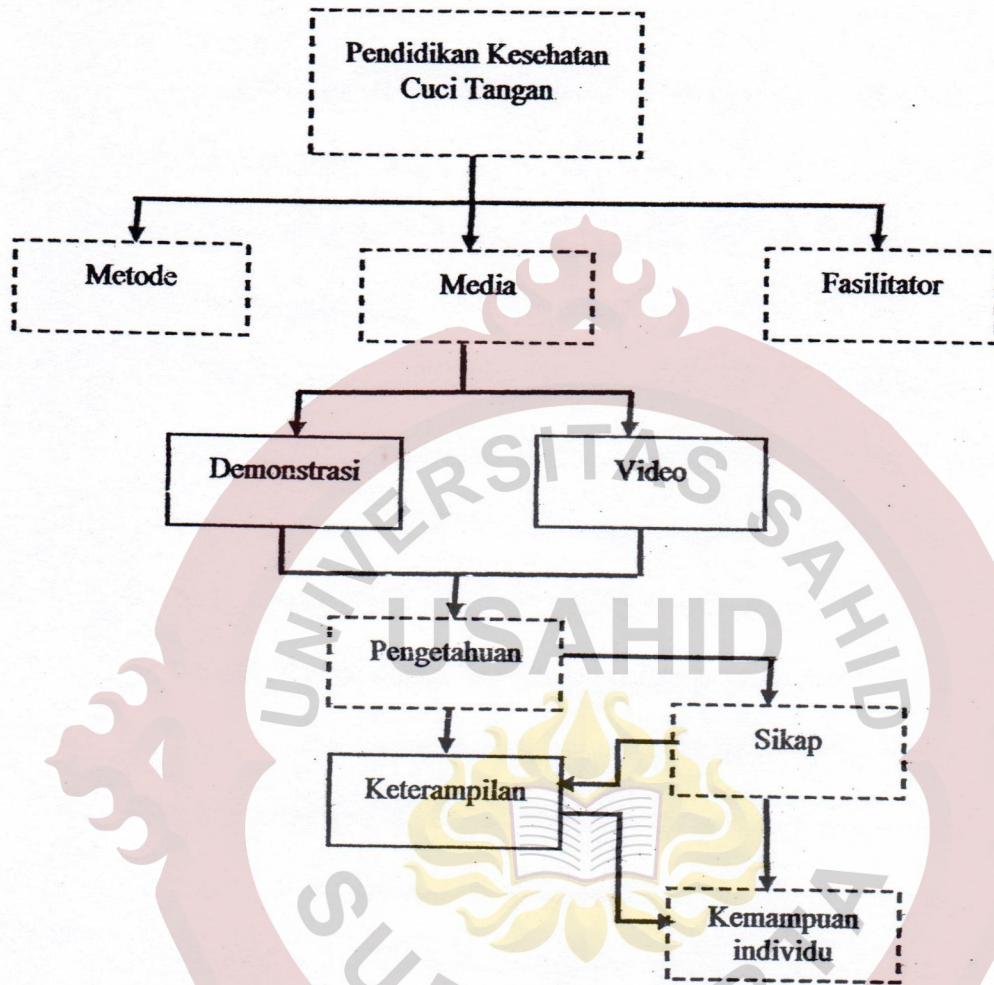 Pendidikan Kesehatan
Cuci Tangan
Metode
Media
Fasilitator
Demonstrasi
Video
UNIVERSITAS SAHID
USAHID
Pengetahuan
Sikap
Keterampilan
Kemampuan
individu